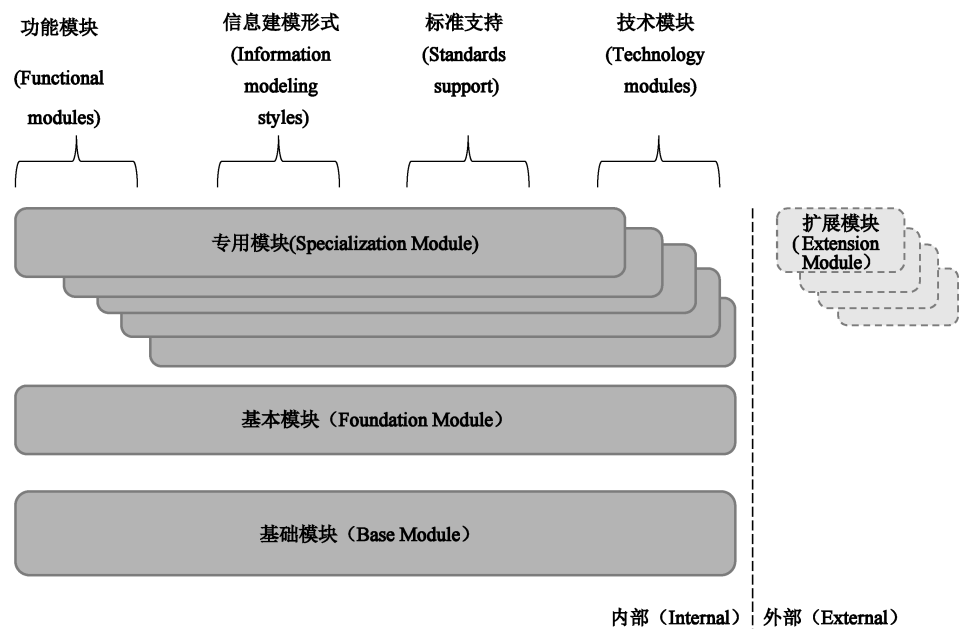 功能模块
(Functional
modules)
信息建模形式
(Information
modeling
styles)
标准支持
(Standards
support)
技术模块
(Technology
modules)
专用模块(Specialization Module)
扩展模块
(Extension
Module）
基本模块（Foundation Module）
基础模块（Base Module）
内部（Internal）
外部（External）